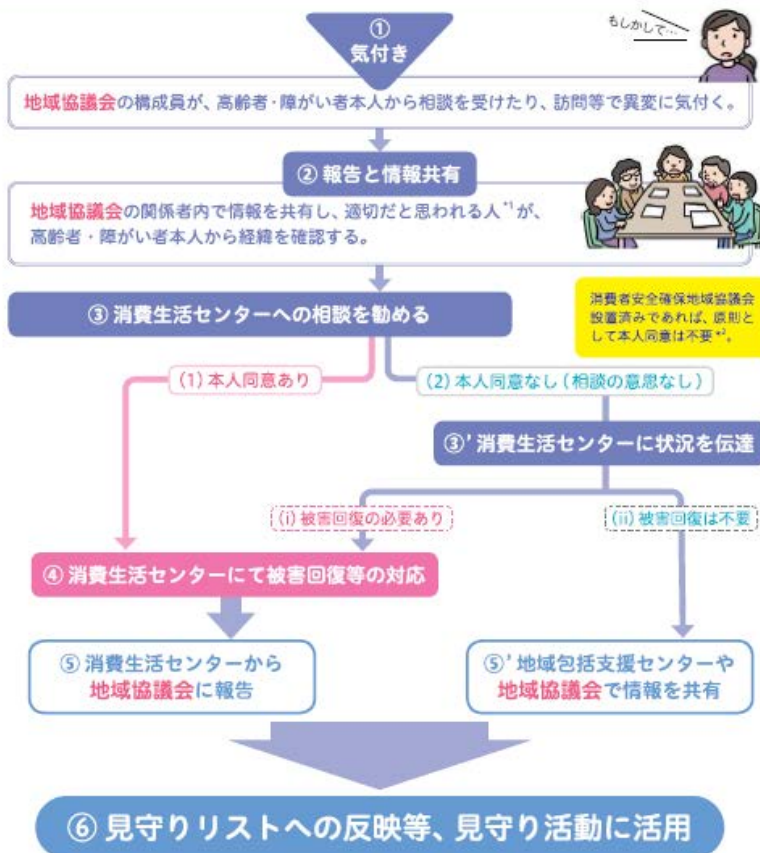 ①
気付き
もしかして…
地域協議会の構成員が、高齢者・障がい者本人から相談を受けたり、訪問等で異変に気付く。
② 報告と情報共有
地域協議会の関係者内で情報を共有し、適切だと思われる人*1が、
高齢者・障がい者本人から経緯を確認する。
③ 消費生活センターへの相談を勧める
消費者安全確保地域協議会
設置済みであれば、原則と
して本人同意は不要*2。
(1) 本人同意あり
(2) 本人同意なし(相談の意思なし)
③' 消費生活センターに状況を伝達
(i) 被害回復の必要あり
(ii) 被害回復は不要
④ 消費生活センターにて被害回復等の対応
⑤ 消費生活センターから
地域協議会に報告
⑤' 地域包括支援センターや
地域協議会で情報を共有
⑥ 見守りリストへの反映等、見守り活動に活用